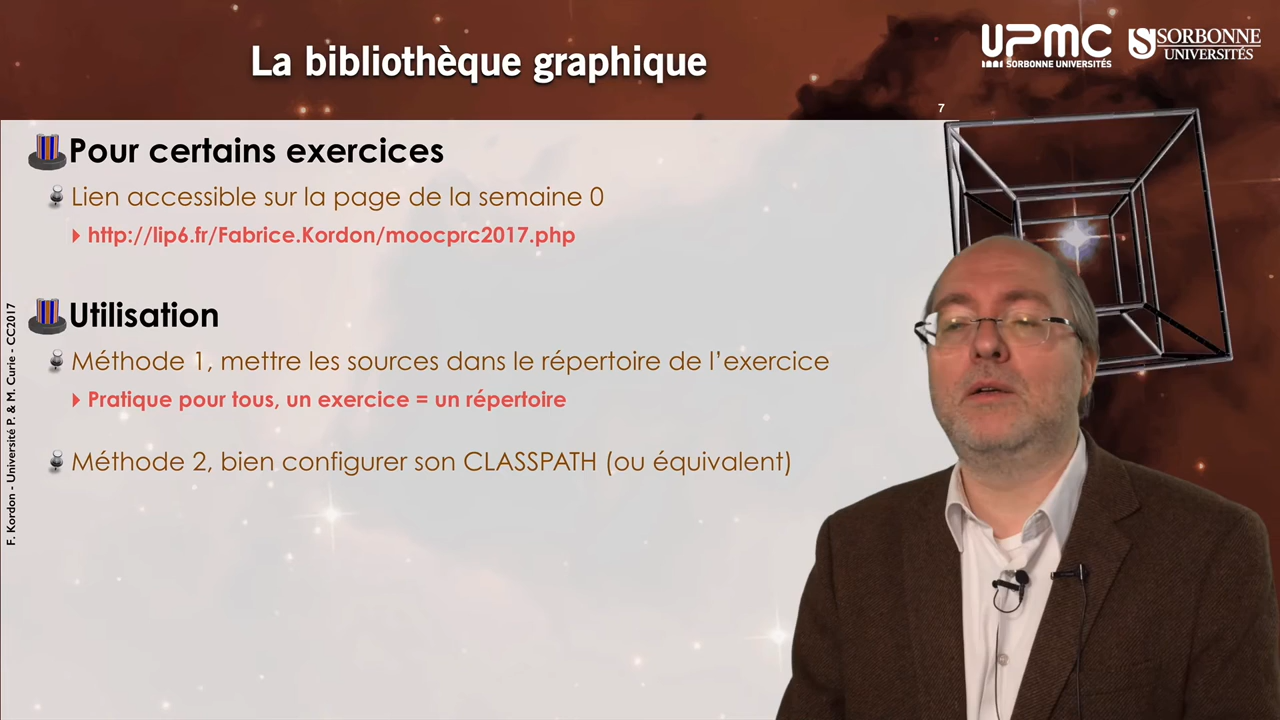 La bibliothèque graphique
UPMC
SORBONNE UNIVERSITÉS
SORBONNE
UNIVERSITÉS
7
Pour certains exercices
Lien accessible sur la page de la semaine 0
http://lip6.fr/Fabrice.Kordon/moocprc2017.php
Utilisation
Méthode 1, mettre les sources dans le répertoire de l’exercice
Pratique pour tous, un exercice = un répertoire
Méthode 2, bien configurer son CLASSPATH (ou équivalent)
F. Kordon - Université P. & M. Curie - CC2017